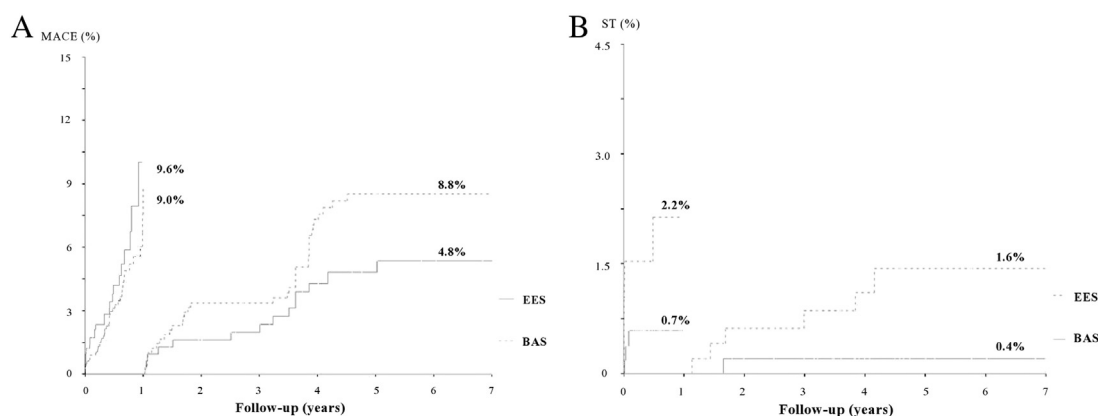 A
MACE (%)
15
12
9
6
3
0
9.6%
9.0%
8.8%
4.8%
EES
BAS
0 1 2 3 4 5 6 7
Follow-up (years)
B
ST (%)
4.5
3.0
1.5
0
2.2%
0.7%
1.6%
0.4%
EES
BAS
0 1 2 3 4 5 6 7
Follow-up (years)